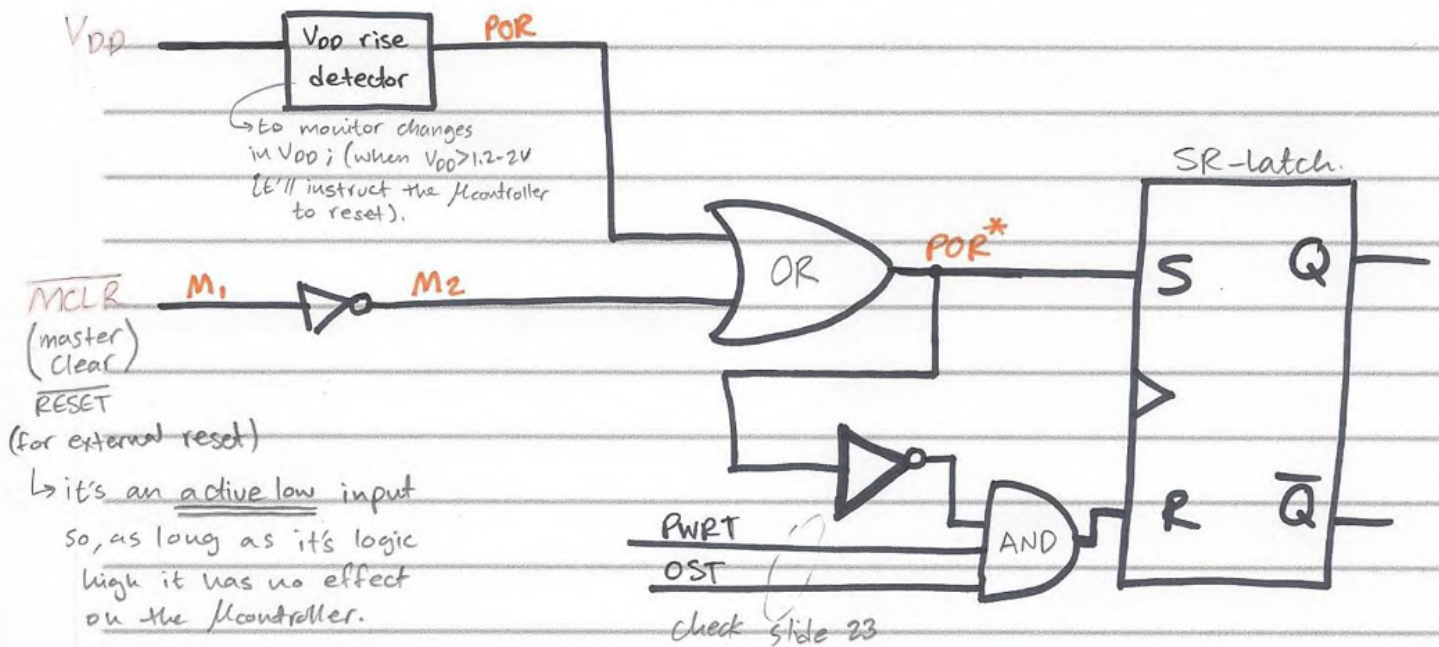 VDD
VDD rise
detector
POR
→ to monitor changes
in VDD; (when VDD>1.2-2V
it'll instruct the μcontroller
to reset).
SR-latch.
MCLR
M1
M2
OR
POR*
S
Q
(master
clear)
RESET
(for external reset)
↳ it's an active low input
so, as long as it's logic
high it has no effect
on the μcontroller.
PWRT
OST
AND
R
Q
check slide 23